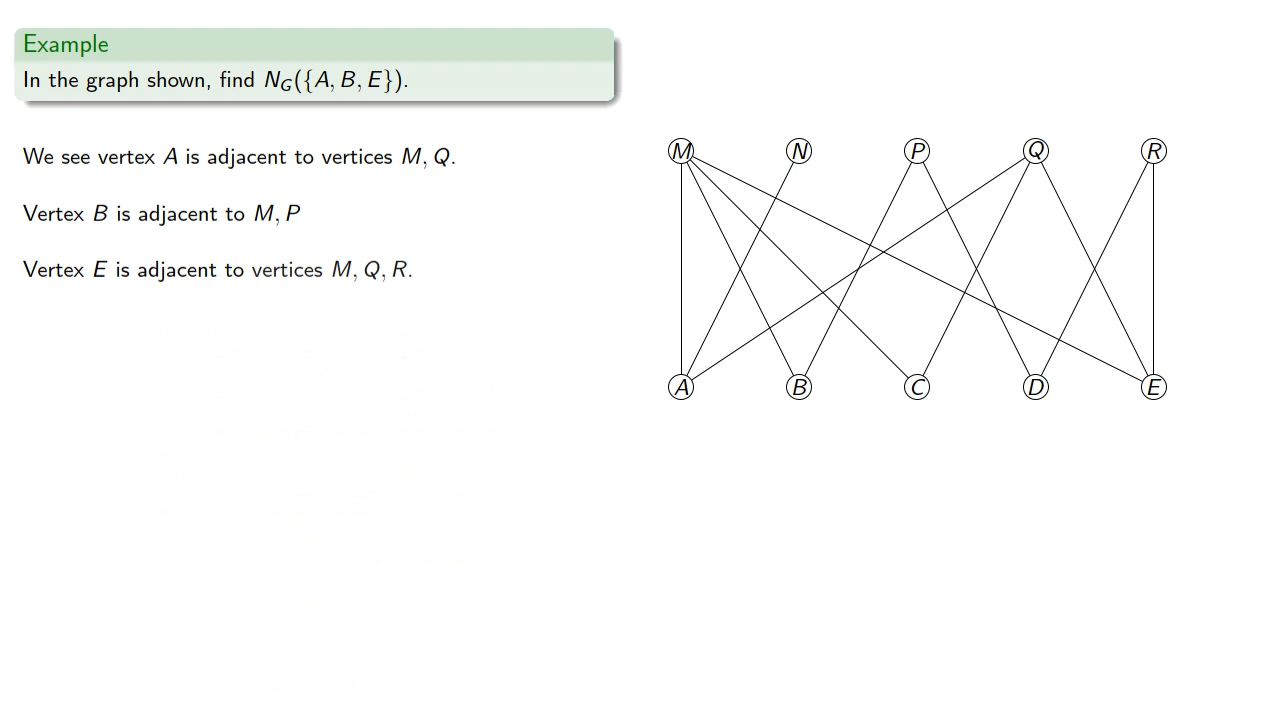 Example
In the graph shown, find N_G({A, B, E}).
We see vertex A is adjacent to vertices M, Q.
Vertex B is adjacent to M, P
Vertex E is adjacent to vertices M, Q, R.
M N P Q R
A B C D E